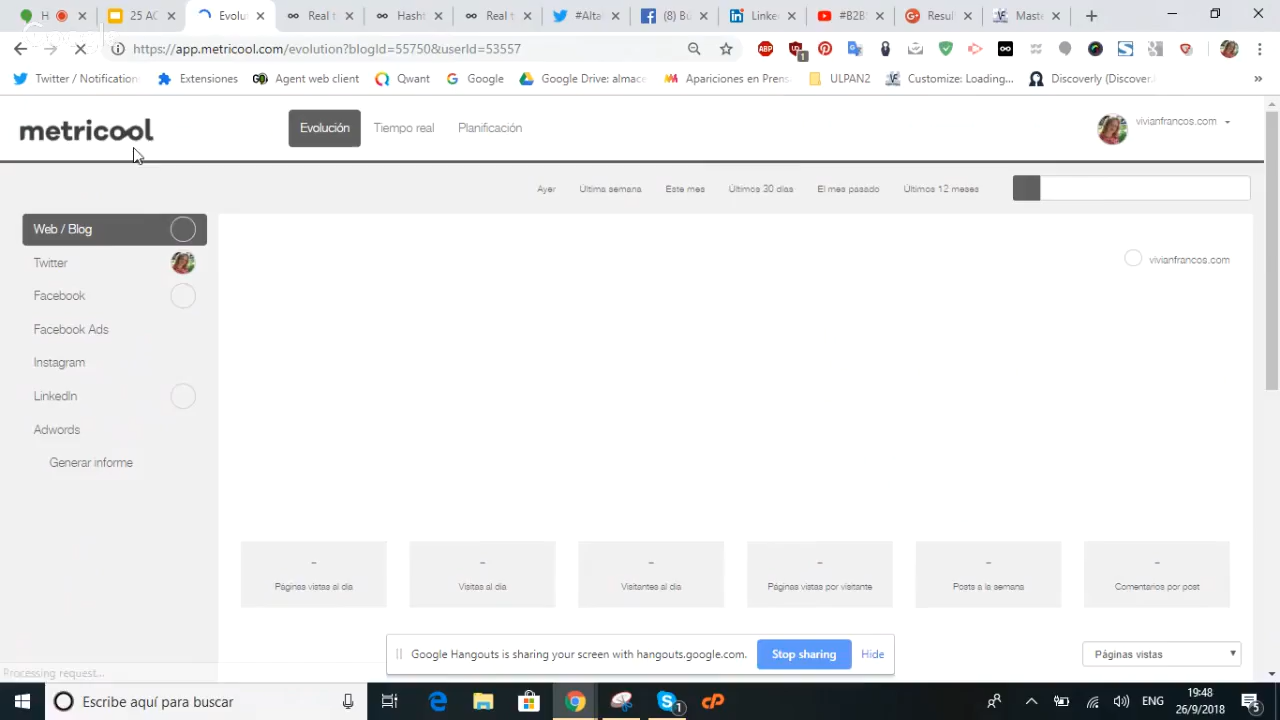 H
25 AC
Evolu
Real t
Hasht
Real t
#Alta
(8) Bú
Linke
#B2B
Resul
Maste
https://app.metricool.com/evolution?blogId=55750&userId=53557
1
Twitter / Notification
Extensiones
Agent web client
Qwant
Google
Google Drive: almac
Apariciones en Prens
ULPAN2
Customize: Loading...
Discoverly (Discover
metricool
Evolución
Tiempo real
Planificación
vivianfrancos.com
Ayer
Última semana
Este mes
Últimos 30 días
El mes pasado
Últimos 12 meses
Web / Blog
Twitter
Facebook
Facebook Ads
Instagram
LinkedIn
Adwords
Generar informe
vivianfrancos.com
-
Páginas vistas al día
-
Visitas al día
-
Visitantes al día
-
Páginas vistas por visitante
-
Posts a la semana
-
Comentarios por post
Google Hangouts is sharing your screen with hangouts.google.com.
Stop sharing
Hide
Páginas vistas
Processing request...
Escribe aquí para buscar
1
ENG
19:48
26/9/2018
5